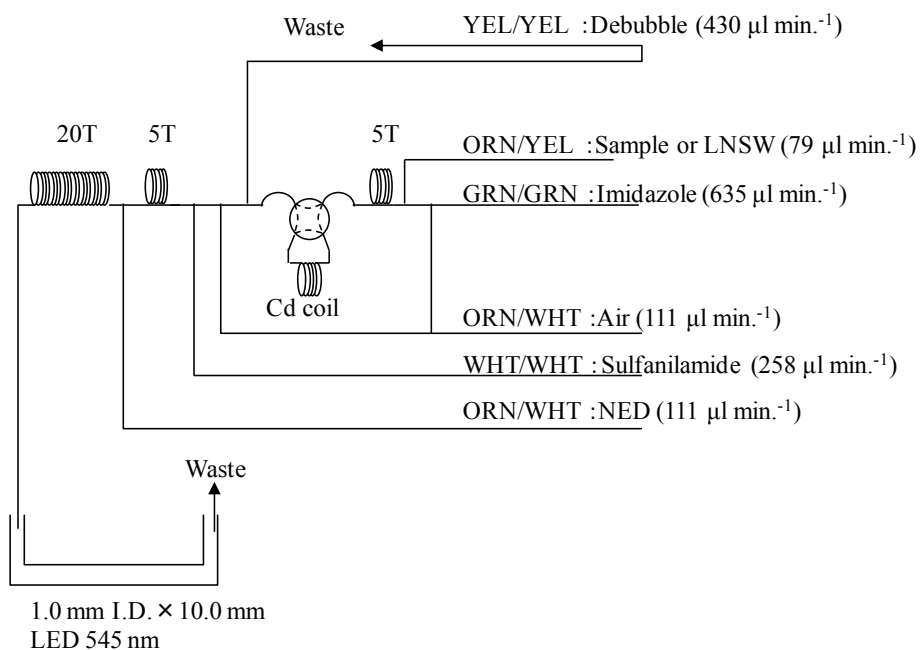 Waste
YEL/YEL :Debubble (430 μl min.-1)
20T
5T
5T
ORN/YEL :Sample or LNSW (79 μl min.-1)
GRN/GRN :Imidazole (635 μl min.-1)
Cd coil
ORN/WHT :Air (111 μl min.-1)
WHT/WHT :Sulfanilamide (258 μl min.-1)
ORN/WHT :NED (111 μl min.-1)
Waste
1.0 mm I.D. × 10.0 mm
LED 545 nm